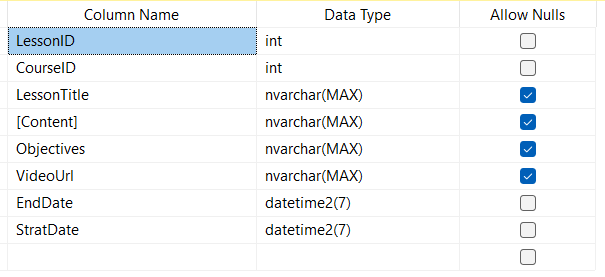 Column Name Data Type Allow Nulls
LessonID int
CourseID int
LessonTitle nvarchar(MAX)
[Content] nvarchar(MAX)
Objectives nvarchar(MAX)
VideoUrl nvarchar(MAX)
EndDate datetime2(7)
StratDate datetime2(7)